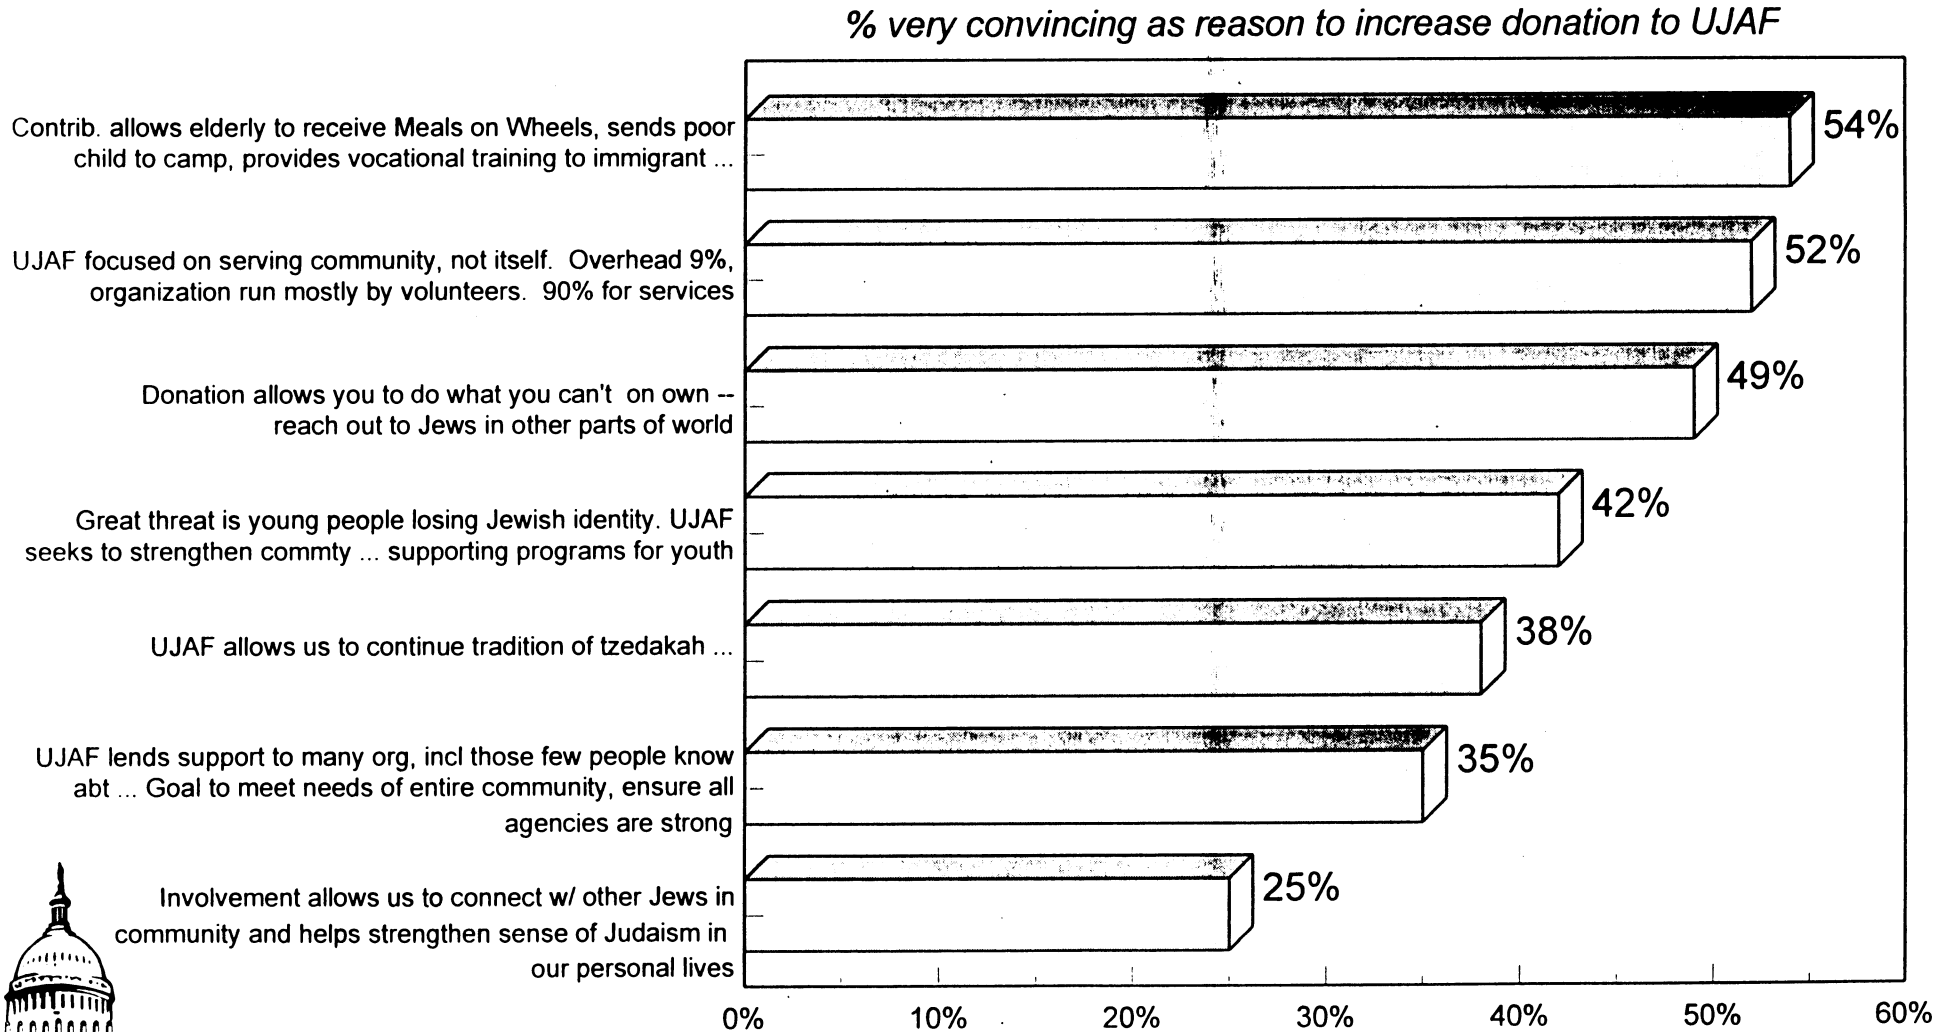 % very convincing as reason to increase donation to UJAF
Contrib. allows elderly to receive Meals on Wheels, sends poor
child to camp, provides vocational training to immigrant ...
54%
UJAF focused on serving community, not itself. Overhead 9%,
organization run mostly by volunteers. 90% for services
52%
Donation allows you to do what you can't on own --
reach out to Jews in other parts of world
49%
Great threat is young people losing Jewish identity. UJAF
seeks to strengthen commty ... supporting programs for youth
42%
UJAF allows us to continue tradition of tzedakah ...
38%
UJAF lends support to many org, incl those few people know
abt ... Goal to meet needs of entire community, ensure all
agencies are strong
35%
Involvement allows us to connect w/ other Jews in
community and helps strengthen sense of Judaism in
our personal lives
25%
0% 10% 20% 30% 40% 50% 60%